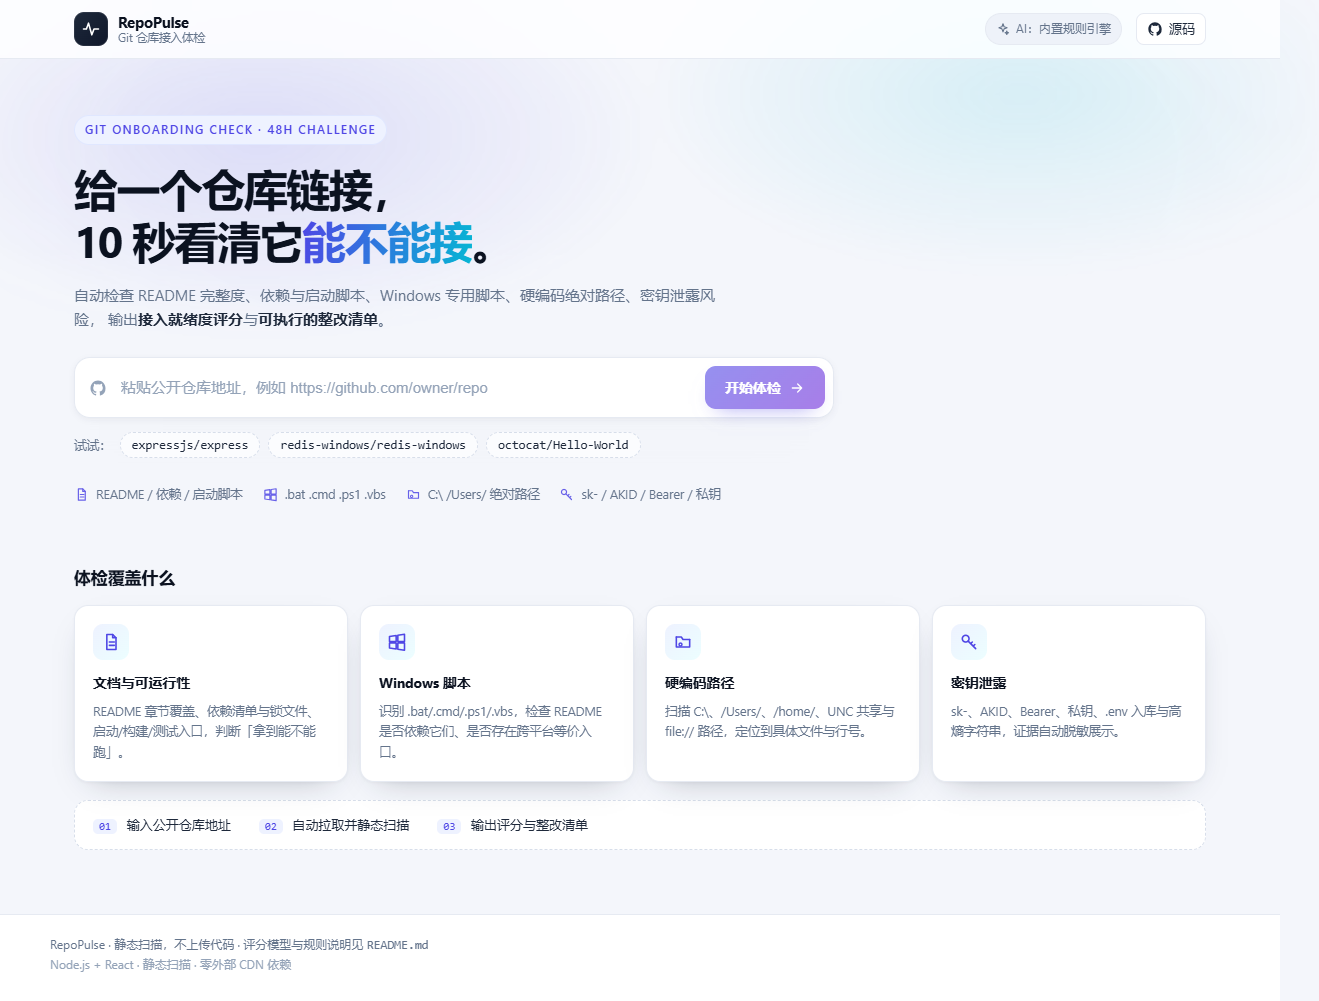 RepoPulse
Git 仓库接入体检
AI：内置规则引擎
源码
GIT ONBOARDING CHECK · 48H CHALLENGE
给一个仓库链接，
10 秒看清它能不能接。
自动检查 README 完整度、依赖与启动脚本、Windows 专用脚本、硬编码绝对路径、密钥泄露风
险， 输出接入就绪度评分与可执行的整改清单。
粘贴公开仓库地址，例如 https://github.com/owner/repo
开始体检
试试：
expressjs/express
redis-windows/redis-windows
octocat/Hello-World
README / 依赖 / 启动脚本
.bat .cmd .ps1 .vbs
C:\ /Users/ 绝对路径
sk- / AKID / Bearer / 私钥
体检覆盖什么
文档与可运行性
README 章节覆盖、依赖清单与锁文件、
启动/构建/测试入口，判断「拿到能不能
跑」。
Windows 脚本
识别 .bat/.cmd/.ps1/.vbs，检查 README
是否依赖它们、是否存在跨平台等价入
口。
硬编码路径
扫描 C:\、/Users/、/home/、UNC 共享与
file:// 路径，定位到具体文件与行号。
密钥泄露
sk-、AKID、Bearer、私钥、.env 入库与高
熵字符串，证据自动脱敏展示。
01 输入公开仓库地址
02 自动拉取并静态扫描
03 输出评分与整改清单
RepoPulse · 静态扫描，不上传代码 · 评分模型与规则说明见 README.md
Node.js + React · 静态扫描 · 零外部 CDN 依赖